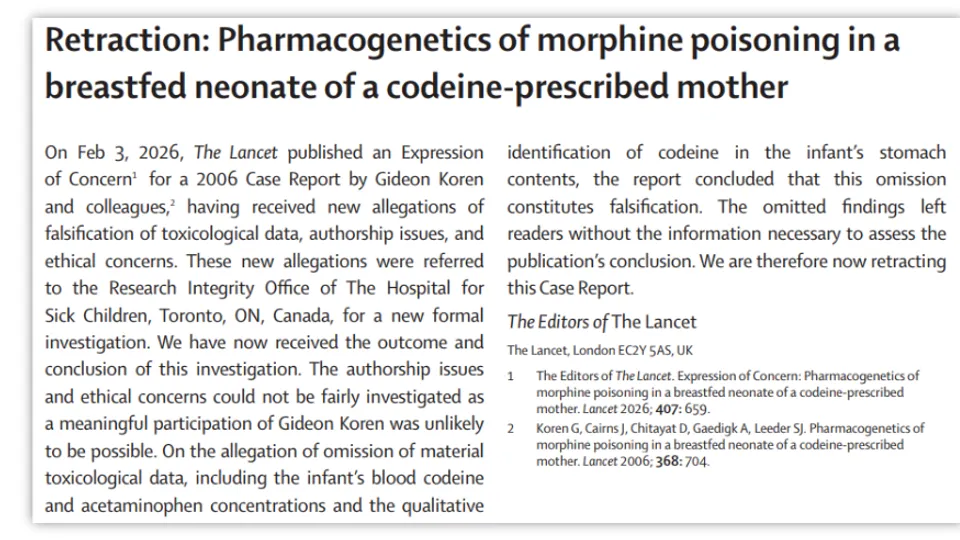 Retraction: Pharmacogenetics of morphine poisoning in a
breastfed neonate of a codeine-prescribed mother
On Feb 3, 2026, The Lancet published an Expression
of Concern1 for a 2006 Case Report by Gideon Koren
and colleagues,2 having received new allegations of
falsification of toxicological data, authorship issues, and
ethical concerns. These new allegations were referred
to the Research Integrity Office of The Hospital for
Sick Children, Toronto, ON, Canada, for a new formal
investigation. We have now received the outcome and
conclusion of this investigation. The authorship issues
and ethical concerns could not be fairly investigated as
a meaningful participation of Gideon Koren was unlikely
to be possible. On the allegation of omission of material
toxicological data, including the infant's blood codeine
and acetaminophen concentrations and the qualitative
identification of codeine in the infant's stomach
contents, the report concluded that this omission
constitutes falsification. The omitted findings left
readers without the information necessary to assess the
publication's conclusion. We are therefore now retracting
this Case Report.
The Editors of The Lancet
The Lancet, London EC2Y 5AS, UK
1 The Editors of The Lancet. Expression of Concern: Pharmacogenetics of
morphine poisoning in a breastfed neonate of a codeine-prescribed
mother. Lancet 2026; 407: 659.
2 Koren G, Cairns J, Chitayat D, Gaedigk A, Leeder SJ. Pharmacogenetics of
morphine poisoning in a breastfed neonate of a codeine-prescribed
mother. Lancet 2006; 368: 704.